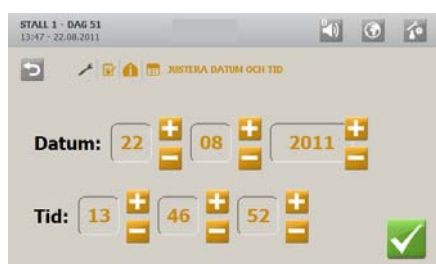 STALL 1 - DAG 51
13:47 - 22.08.2011
JUSTERA DATUM OCH TID
Datum: 22 08 2011
Tid: 13 46 52